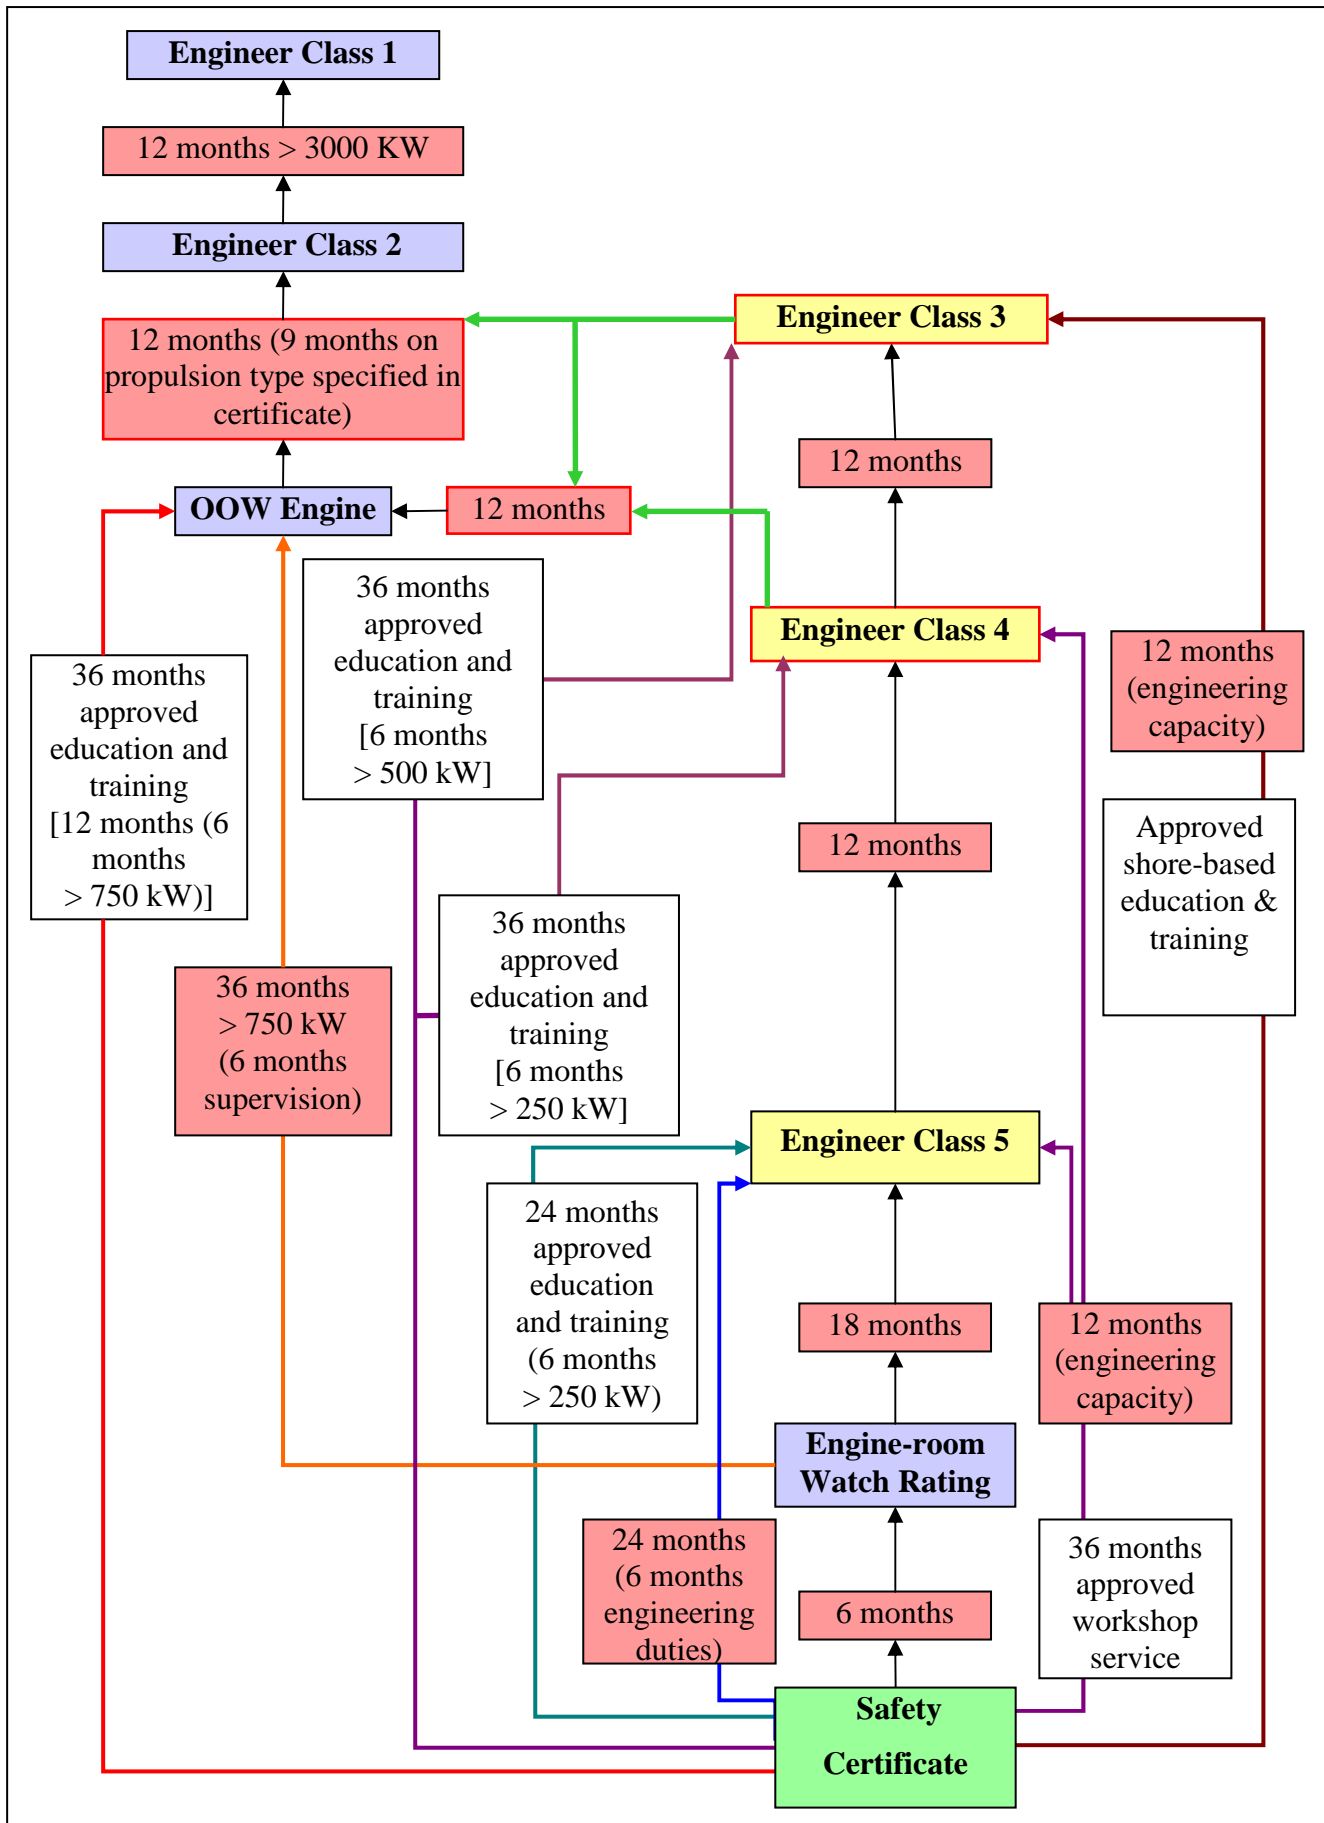 Engineer Class 1
12 months > 3000 KW
Engineer Class 2
12 months (9 months on
propulsion type specified in
certificate)
Engineer Class 3
12 months
OOW Engine
12 months
36 months
approved
education and
training
[6 months
> 500 kW]
Engineer Class 4
12 months
(engineering
capacity)
36 months
approved
education and
training
[12 months (6
months
> 750 kW)]
Approved
shore-based
education &
training
12 months
36 months
approved
education and
training
[6 months
> 250 kW]
36 months
> 750 kW
(6 months
supervision)
Engineer Class 5
24 months
approved
education
and training
(6 months
> 250 kW)
18 months
12 months
(engineering
capacity)
Engine-room
Watch Rating
24 months
(6 months
engineering
duties)
6 months
36 months
approved
workshop
service
Safety
Certificate